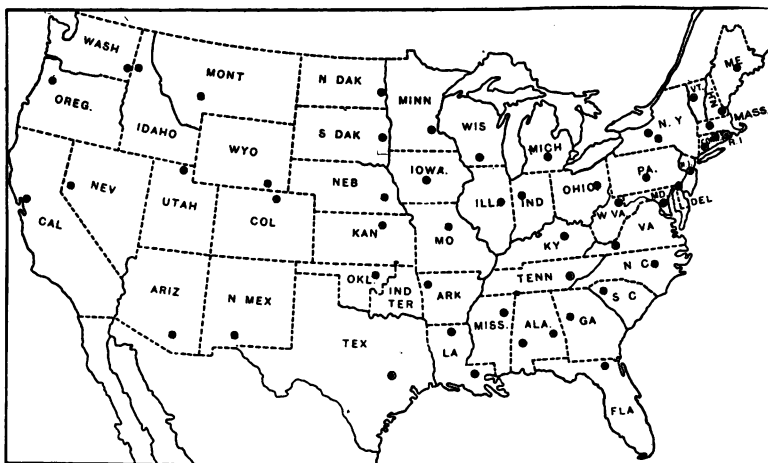 WASH
MONT
N DAK
MINN
ME.
VT.
N.H.
OREG.
IDAHO
S DAK
WIS
MICH
N.Y
MASS.
R I
WYO
IOWA.
PA.
N J
NEB
NEV
UTAH
COL
ILL.
IND
OHIO
MD.
DEL
W VA
VA
CAL
KAN
MO
KY
OKL.
IND
TER
TENN
N C
ARIZ
N MEX
ARK
S C
MISS.
ALA.
GA
TEX
LA
FLA